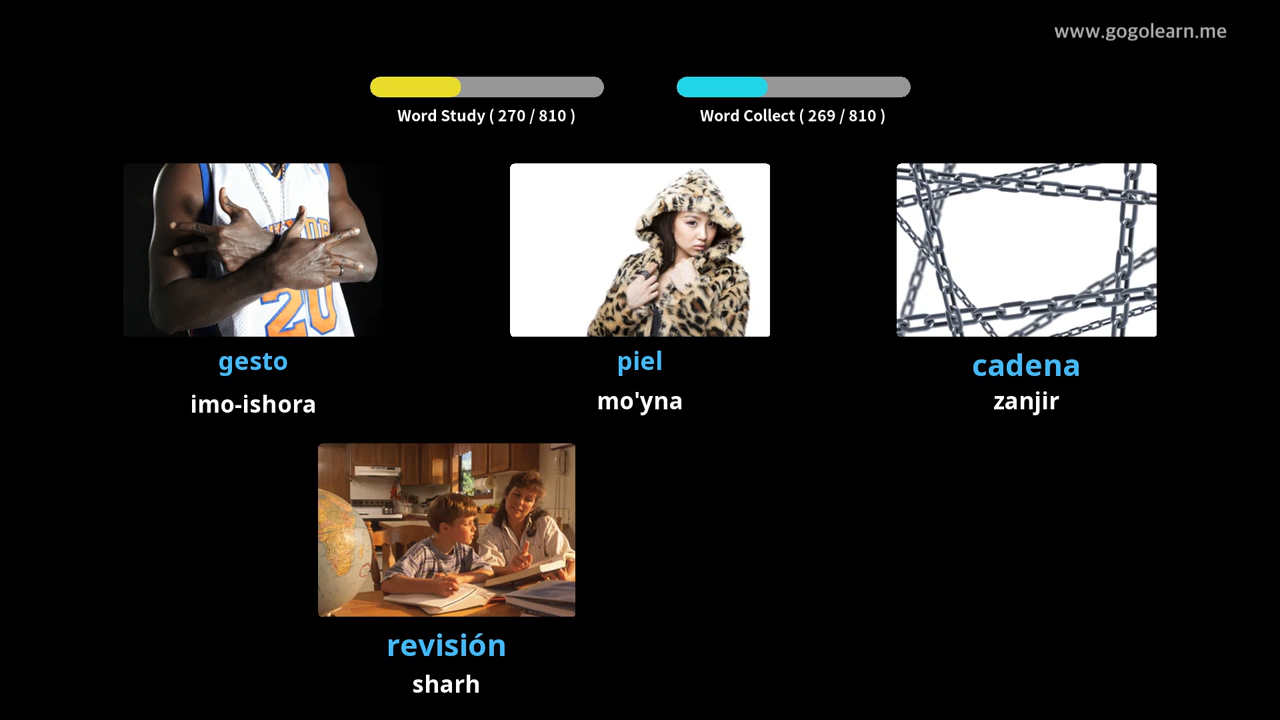 www.gogolearn.me
Word Study ( 270 / 810 )
Word Collect ( 269 / 810 )
20
gesto
piel
cadena
imo-ishora
mo'yna
zanjir
revisión
sharh